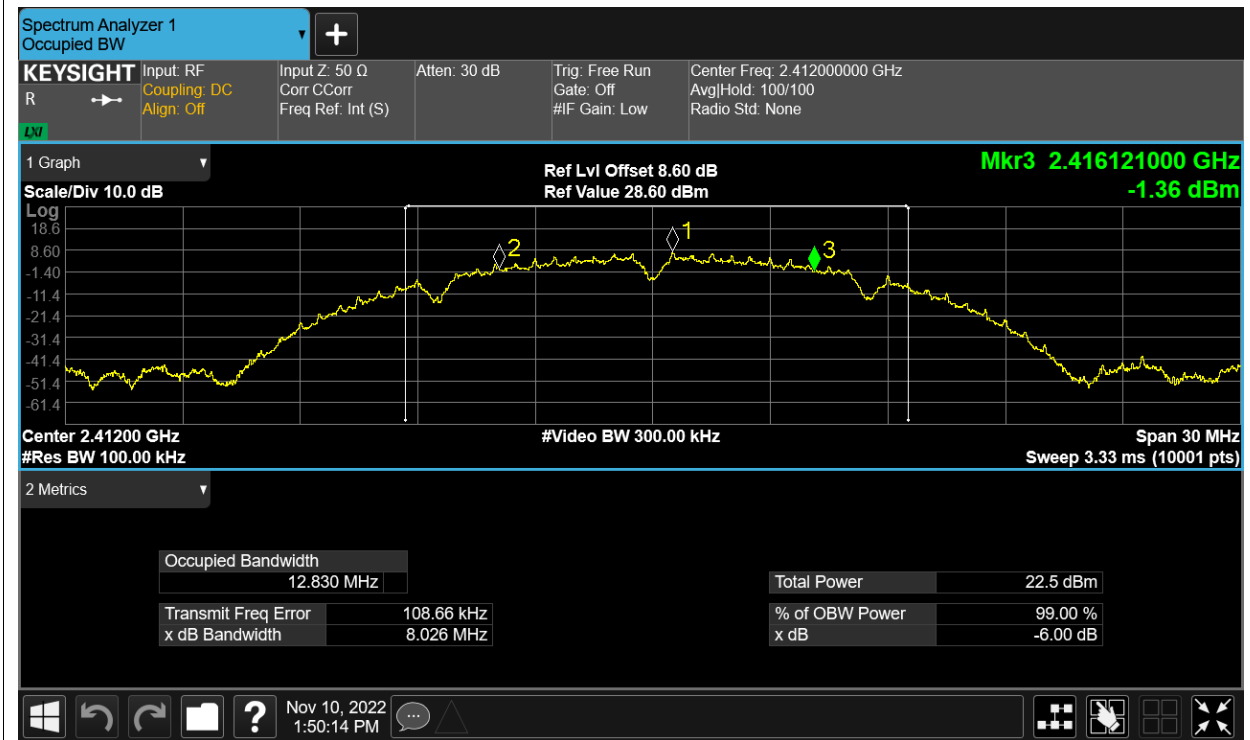 Spectrum Analyzer 1
Occupied BW
KEYSIGHT
R
LXI
Input: RF
Coupling: DC
Align: Off
Input Z: 50 Ω
Corr CCorr
Freq Ref: Int (S)
Atten: 30 dB
Trig: Free Run
Gate: Off
#IF Gain: Low
Center Freq: 2.412000000 GHz
Avg|Hold: 100/100
Radio Std: None
1 Graph
Scale/Div 10.0 dB
Ref Lvl Offset 8.60 dB
Ref Value 28.60 dBm
Mkr3 2.416121000 GHz
-1.36 dBm
Log
18.6
8.60
-1.40
-11.4
-21.4
-31.4
-41.4
-51.4
-61.4
2
1
3
Center 2.41200 GHz
#Res BW 100.00 kHz
#Video BW 300.00 kHz
Span 30 MHz
Sweep 3.33 ms (10001 pts)
2 Metrics
Occupied Bandwidth
12.830 MHz
Transmit Freq Error 108.66 kHz
x dB Bandwidth 8.026 MHz
Total Power 22.5 dBm
% of OBW Power 99.00 %
x dB -6.00 dB
?
Nov 10, 2022
1:50:14 PM